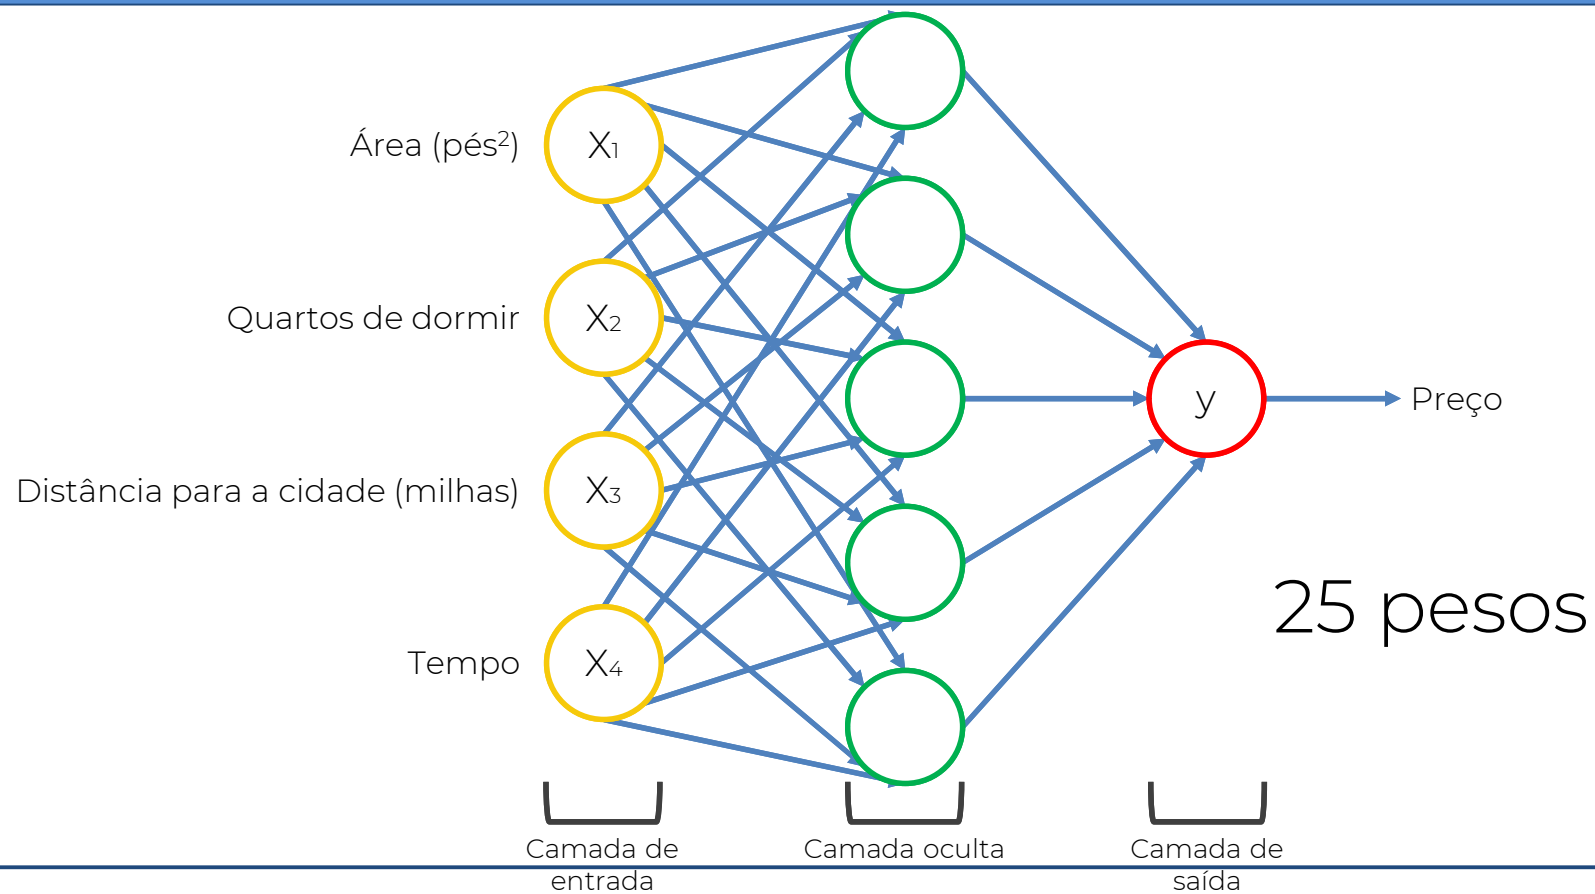 Área (pés²)
X₁
Quartos de dormir
X₂
Distância para a cidade (milhas)
X₃
Tempo
X₄
y
Preço
25 pesos
Camada de
entrada
Camada oculta
Camada de
saída